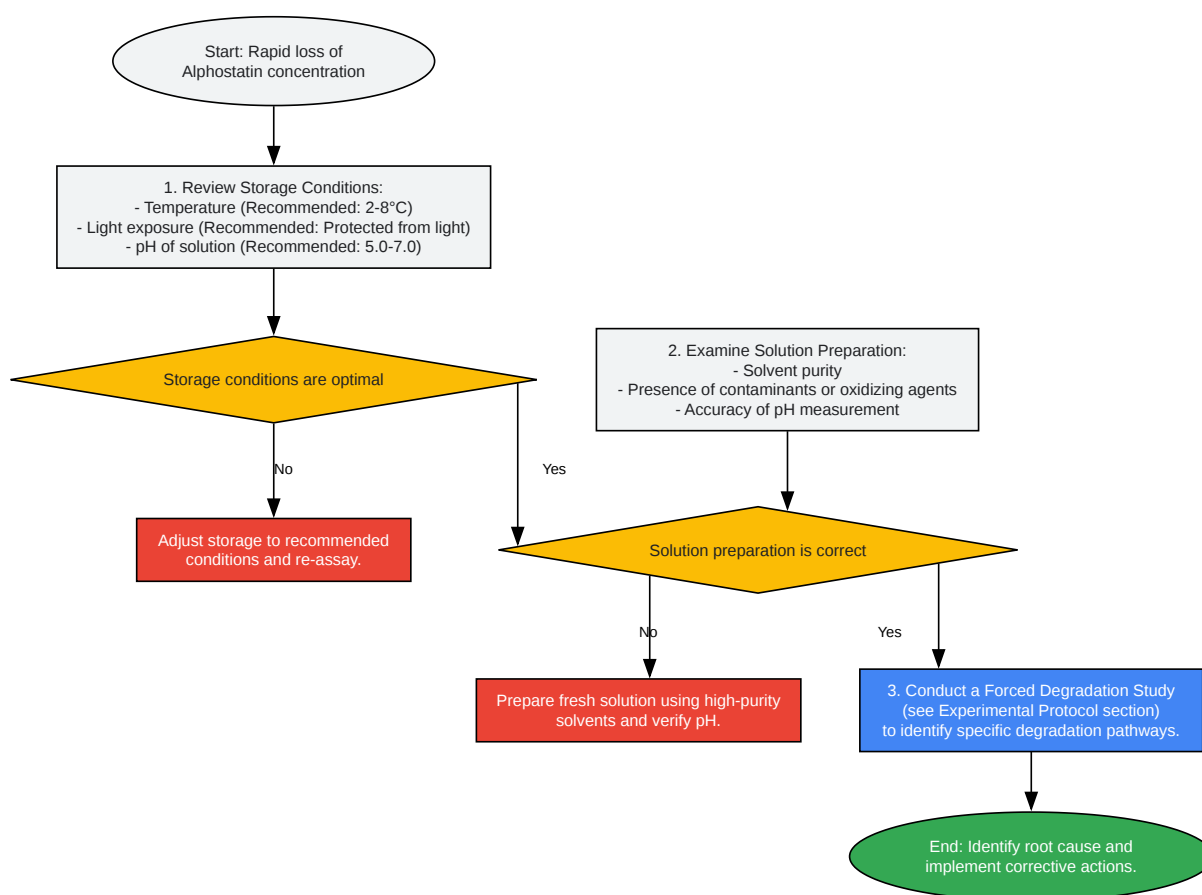 Start: Rapid loss of
Alphostatin concentration
1. Review Storage Conditions:
- Temperature (Recommended: 2-8°C)
- Light exposure (Recommended: Protected from light)
- pH of solution (Recommended: 5.0-7.0)
Storage conditions are optimal
No
Yes
Adjust storage to recommended
conditions and re-assay.
2. Examine Solution Preparation:
- Solvent purity
- Presence of contaminants or oxidizing agents
- Accuracy of pH measurement
Solution preparation is correct
No
Yes
Prepare fresh solution using high-purity
solvents and verify pH.
3. Conduct a Forced Degradation Study
(see Experimental Protocol section)
to identify specific degradation pathways.
End: Identify root cause and
implement corrective actions.